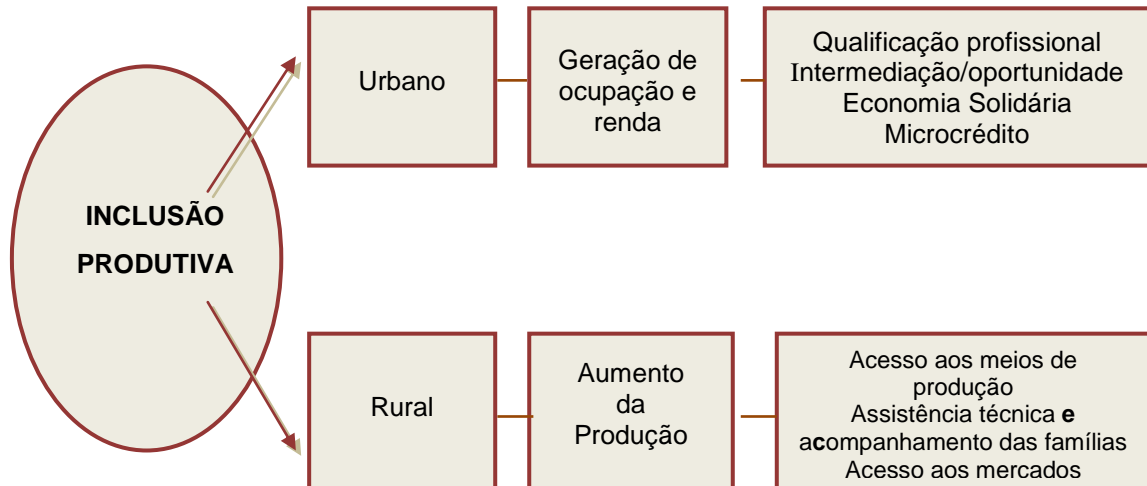 INCLUSÃO
PRODUTIVA
Urbano
Geração de
ocupação e
renda
Qualificação profissional
Intermediação/oportunidade
Economia Solidária
Microcrédito
Rural
Aumento
da
Produção
Acesso aos meios de
produção
Assistência técnica e
acompanhamento das famílias
Acesso aos mercados